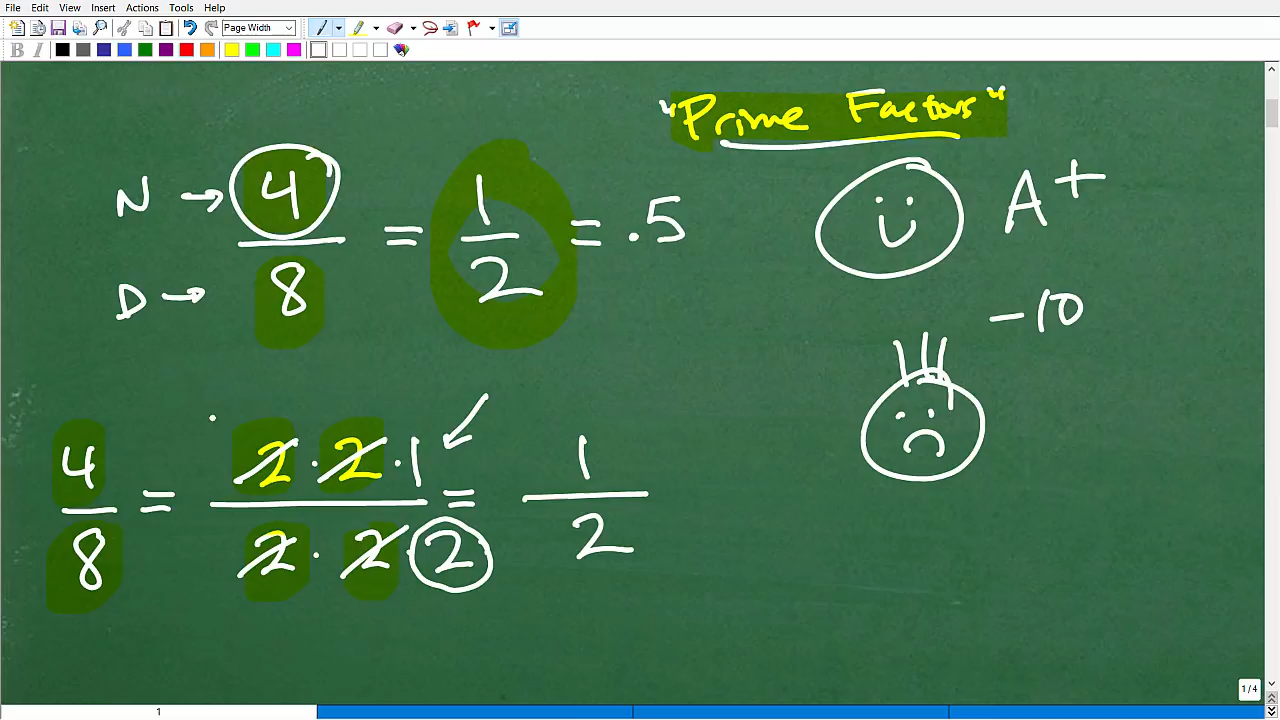 File Edit View Insert Actions Tools Help
Page Width
B I
"Prime Factors"
N → 4/8 = 1/2 = .5
D →
A+
-10
4/8 = 2·2·1/2·2·2 = 1/2
1/4
1